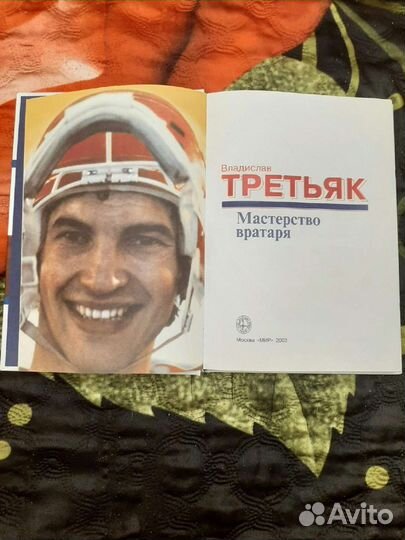 Владислав
ТРЕТЬЯК
Мастерство
вратаря
Москва «МИР» 2003
Avito